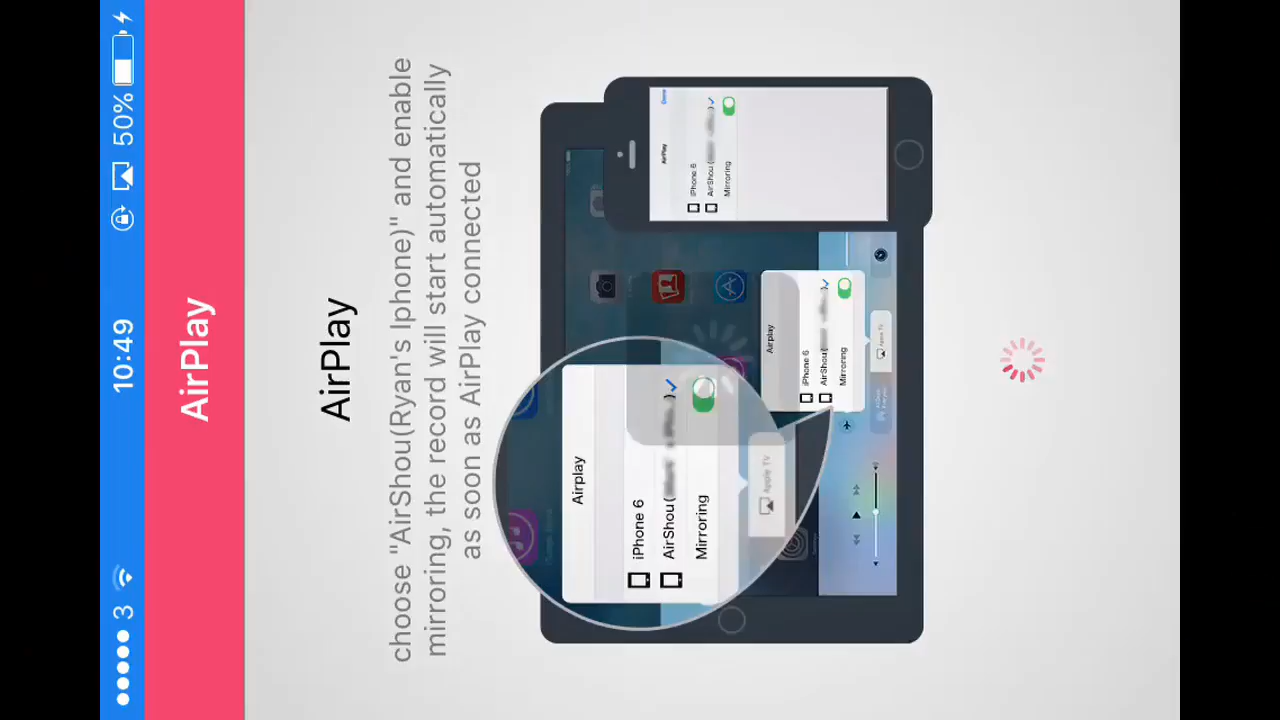 3 10:49 50%
AirPlay
AirPlay
choose "AirShou(Ryan's Iphone)" and enable
mirroring, the record will start automatically
as soon as AirPlay connected
AirPlay Done
iPhone 6
AirShou(
Mirroring
Airplay
iPhone 6
AirShou(
Mirroring
Apple TV
Airplay
iPhone 6
AirShou( )
Mirroring
Apple TV